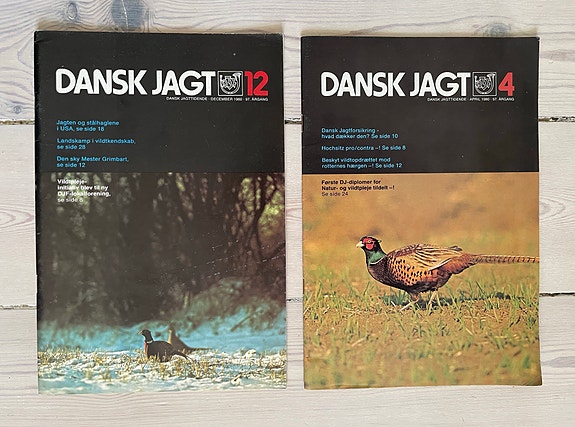 DANSK JAGT 12
DANSK JAGTTIDENDE · DECEMBER 1980 · 97. ÅRGANG
Jagten og stålhaglene
i USA, se side 18
Landskamp i vildtkendskab,
se side 28
Den sky Mester Grimbart,
se side 12
Vildtpleje-
initiativ blev til ny
DJF-lokalforening,
se side 6
DANSK JAGT 4
DANSK JAGTTIDENDE · APRIL 1980 · 97. ÅRGANG
Dansk Jagtforsikring -
hvad dækker den? Se side 10
Hochsitz pro/contra –! Se side 8
Beskyt vildtopdrættet mod
rotternes hærgen –! Se side 12
Første DJ-diplomer for
Natur- og vildtpleje tildelt –!
Se side 24